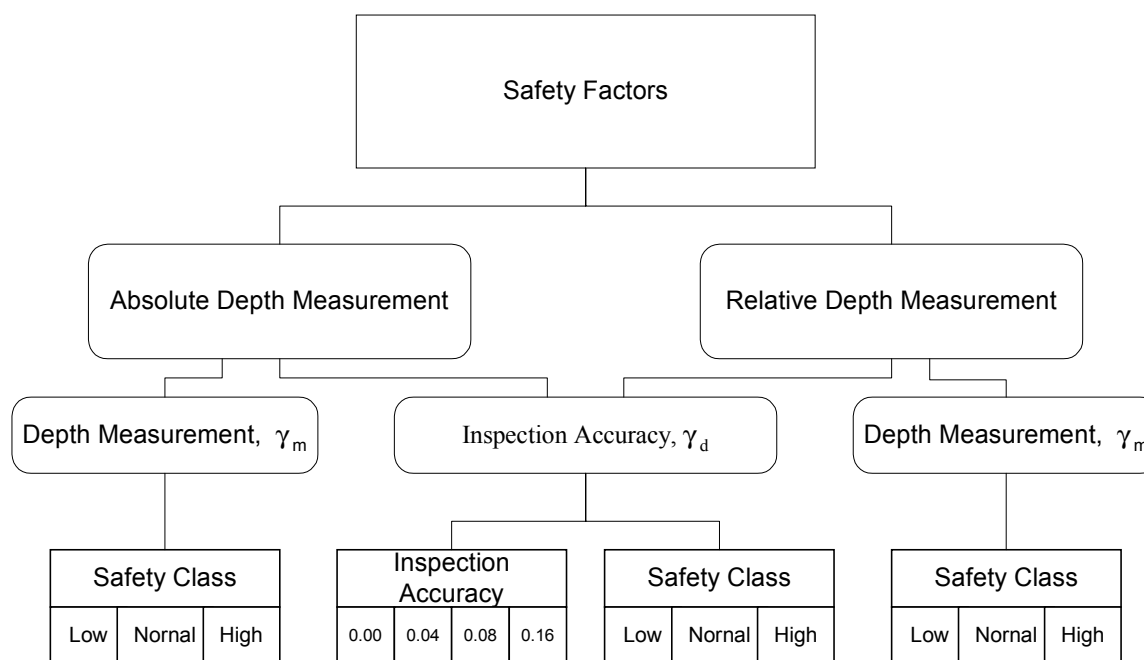 Safety Factors
Absolute Depth Measurement
Relative Depth Measurement
Depth Measurement, γm
Inspection Accuracy, γd
Depth Measurement, γm
Safety Class
Low Nornal High
Inspection
Accuracy
0.00 0.04 0.08 0.16
Safety Class
Low Nornal High
Safety Class
Low Nornal High